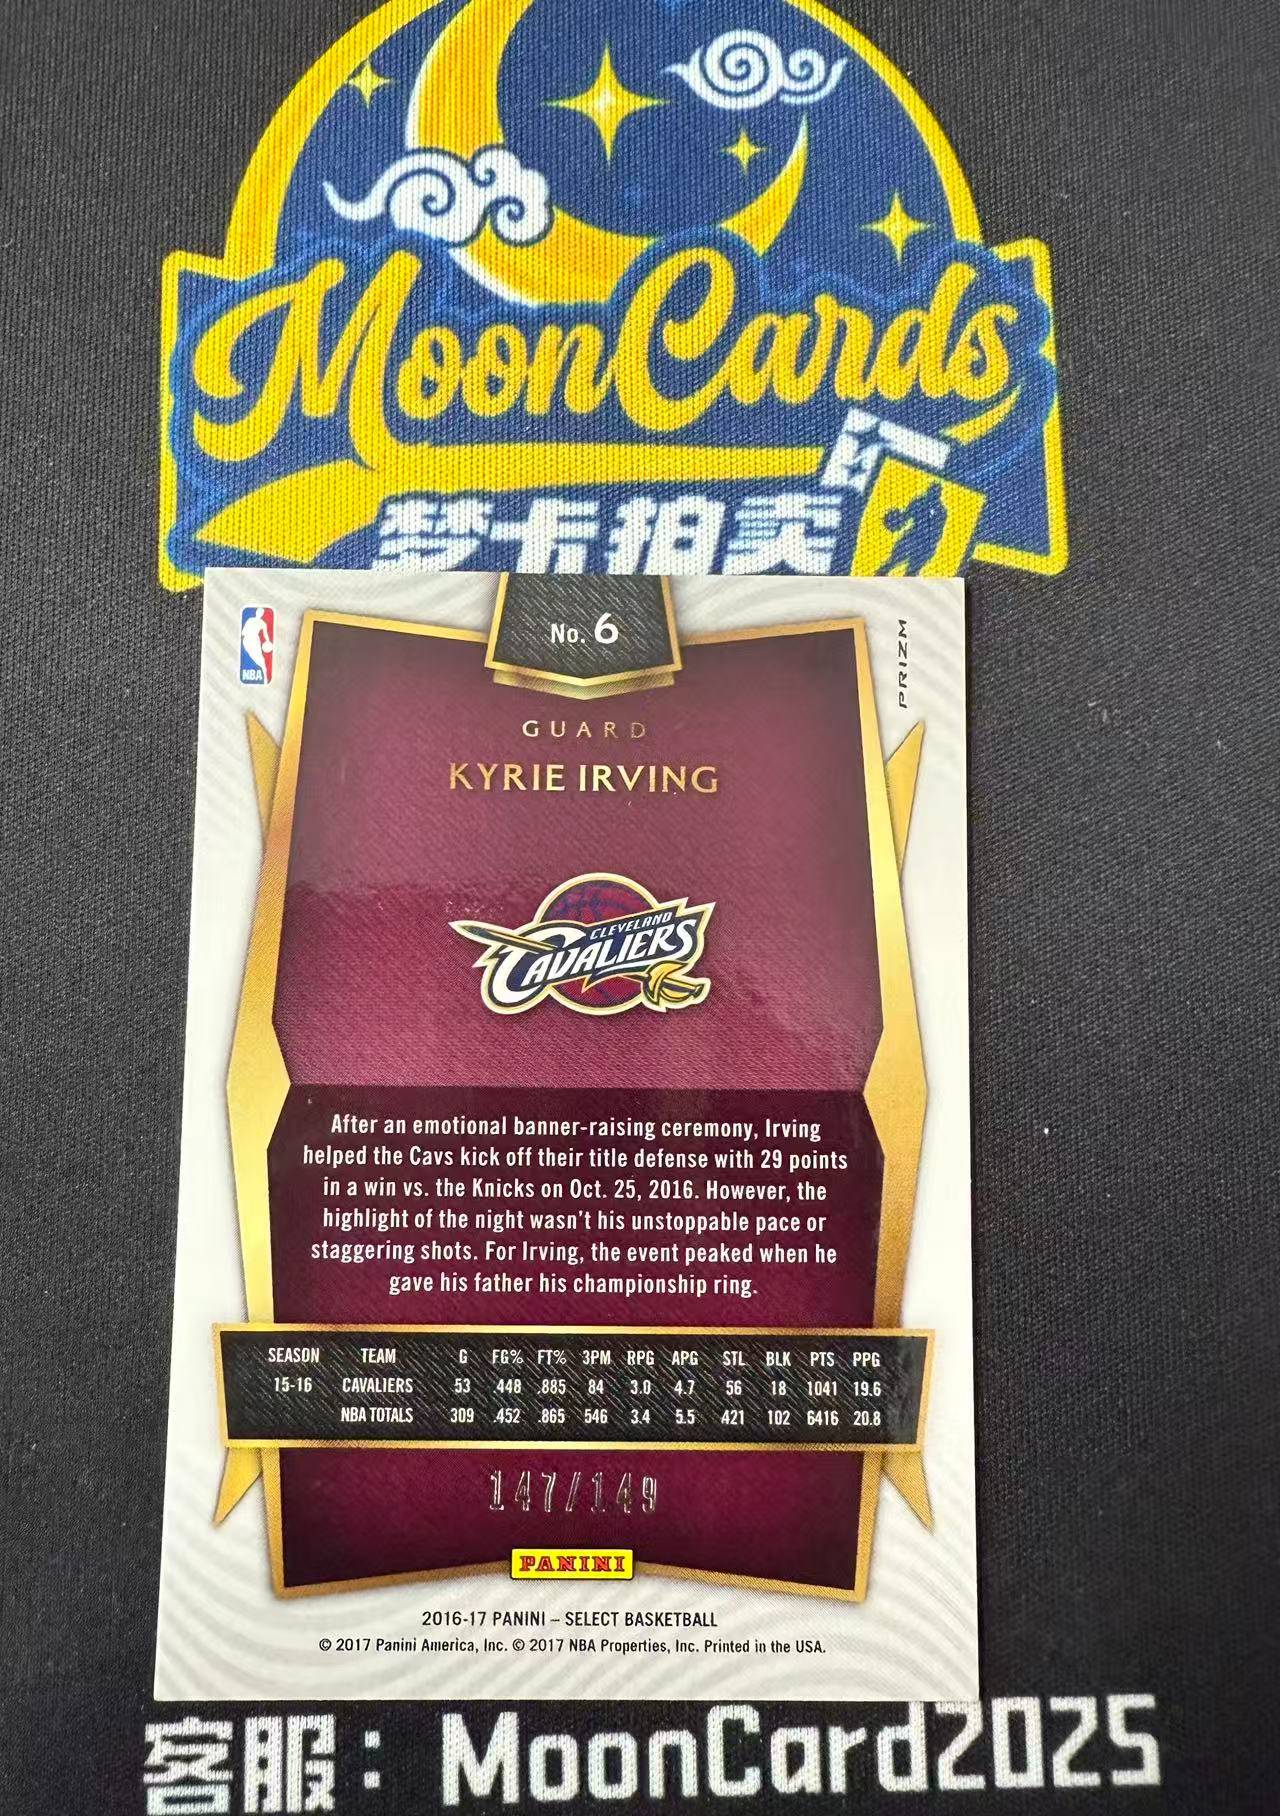 MoonCards
梦卡拍卖
No. 6
NBA
PRIZM
GUARD
KYRIE IRVING
CLEVELAND
CAVALIERS
After an emotional banner-raising ceremony, Irving
helped the Cavs kick off their title defense with 29 points
in a win vs. the Knicks on Oct. 25, 2016. However, the
highlight of the night wasn't his unstoppable pace or
staggering shots. For Irving, the event peaked when he
gave his father his championship ring.
SEASON TEAM G FG% FT% 3PM RPG APG STL BLK PTS PPG
15-16 CAVALIERS 53 .448 .885 84 3.0 4.7 56 18 1041 19.6
NBA TOTALS 309 .452 .865 546 3.4 5.5 421 102 6416 20.8
147/149
PANINI
2016-17 PANINI – SELECT BASKETBALL
© 2017 Panini America, Inc. © 2017 NBA Properties, Inc. Printed in the USA.
客服：MoonCard2025